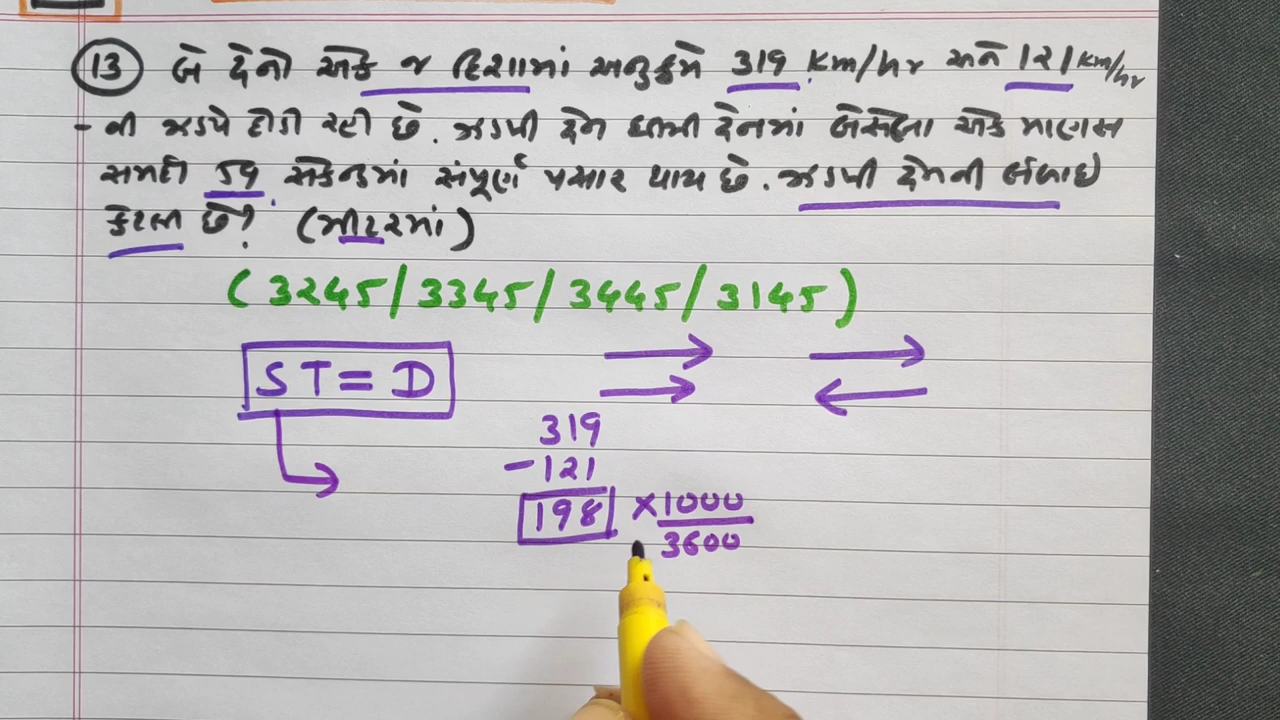 (13) બે ટ્રેનો એક જ દિશામાં અનુક્રમે 319 km/hr અને 121 km/hr
- ની ઝડપે દોડી રહી છે. ઝડપી ટ્રેન ધીમી ટ્રેનમાં બેસેલા એક માણસ
સમગ્ર 59 સેકન્ડમાં સંપૂર્ણ પસાર થાય છે. ઝડપી ટ્રેનની લંબાઈ
કેટલી છે? (મીટરમાં)
(3245/3345/3445/3145)
ST = D
319
- 121
198 × 1000
3600